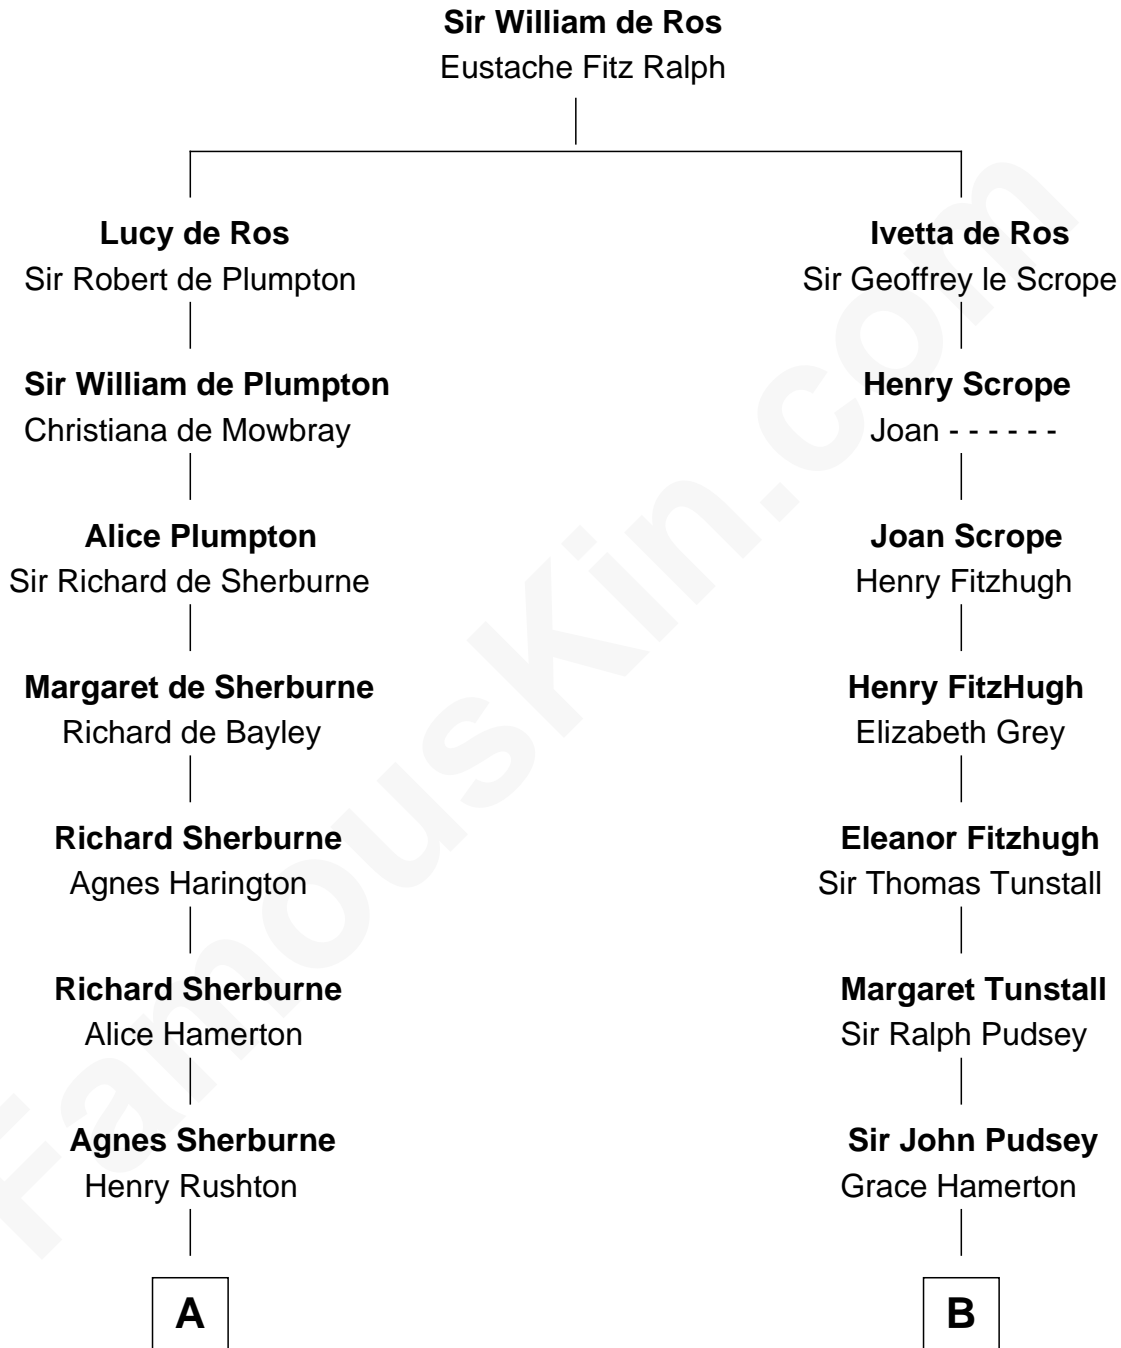 Sir William de Ros
Eustache Fitz Ralph
Lucy de Ros
Sir Robert de Plumpton
Ivetta de Ros
Sir Geoffrey le Scrope
Sir William de Plumpton
Christiana de Mowbray
Henry Scrope
Joan - - - - - -
Alice Plumpton
Sir Richard de Sherburne
Joan Scrope
Henry Fitzhugh
Margaret de Sherburne
Richard de Bayley
Henry FitzHugh
Elizabeth Grey
Richard Sherburne
Agnes Harington
Eleanor Fitzhugh
Sir Thomas Tunstall
Richard Sherburne
Alice Hamerton
Margaret Tunstall
Sir Ralph Pudsey
Agnes Sherburne
Henry Rushton
Sir John Pudsey
Grace Hamerton
A
B
FamousKin.com